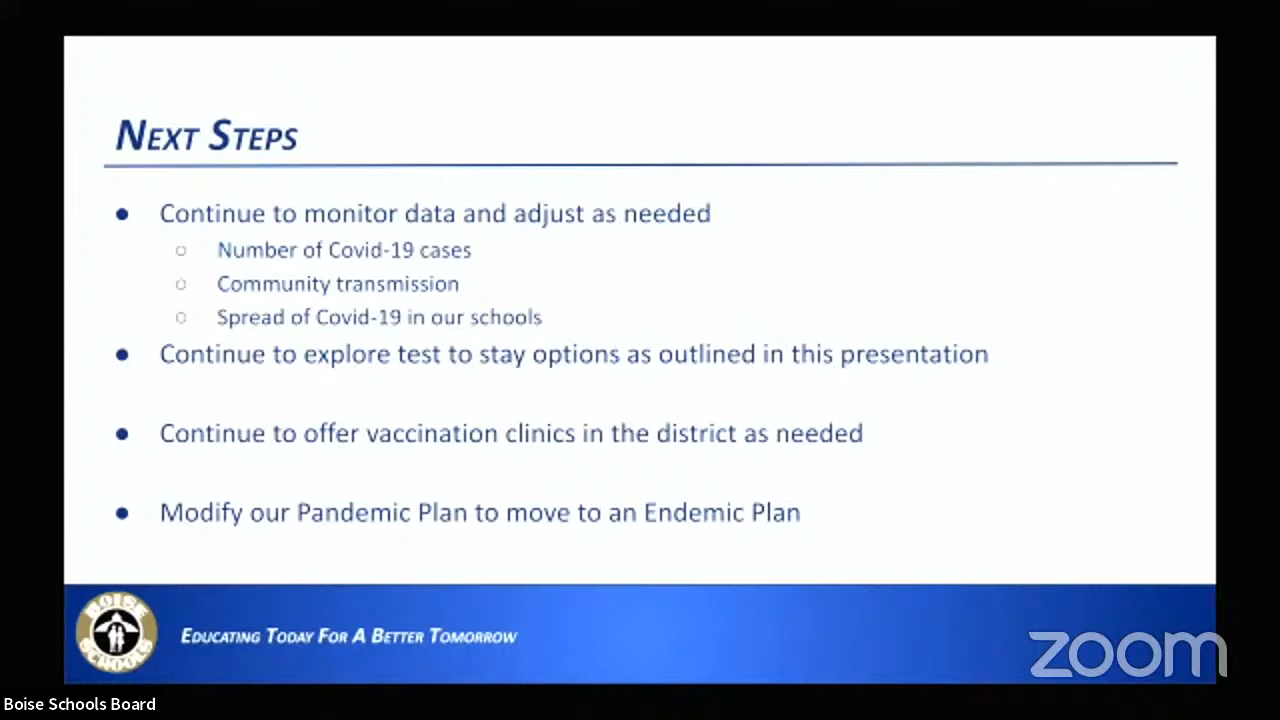 NEXT STEPS
● Continue to monitor data and adjust as needed
○ Number of Covid-19 cases
○ Community transmission
○ Spread of Covid-19 in our schools
● Continue to explore test to stay options as outlined in this presentation
● Continue to offer vaccination clinics in the district as needed
● Modify our Pandemic Plan to move to an Endemic Plan
BOISE
SCHOOLS
EDUCATING TODAY FOR A BETTER TOMORROW
zoom
Boise Schools Board